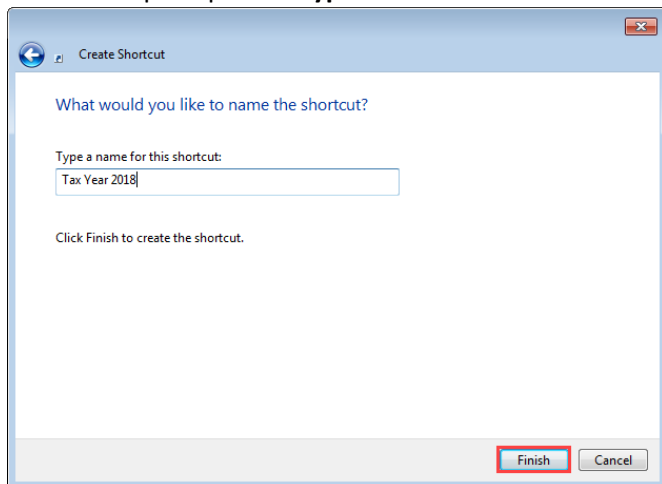 Create Shortcut
What would you like to name the shortcut?
Type a name for this shortcut:
Tax Year 2018
Click Finish to create the shortcut.
Finish Cancel